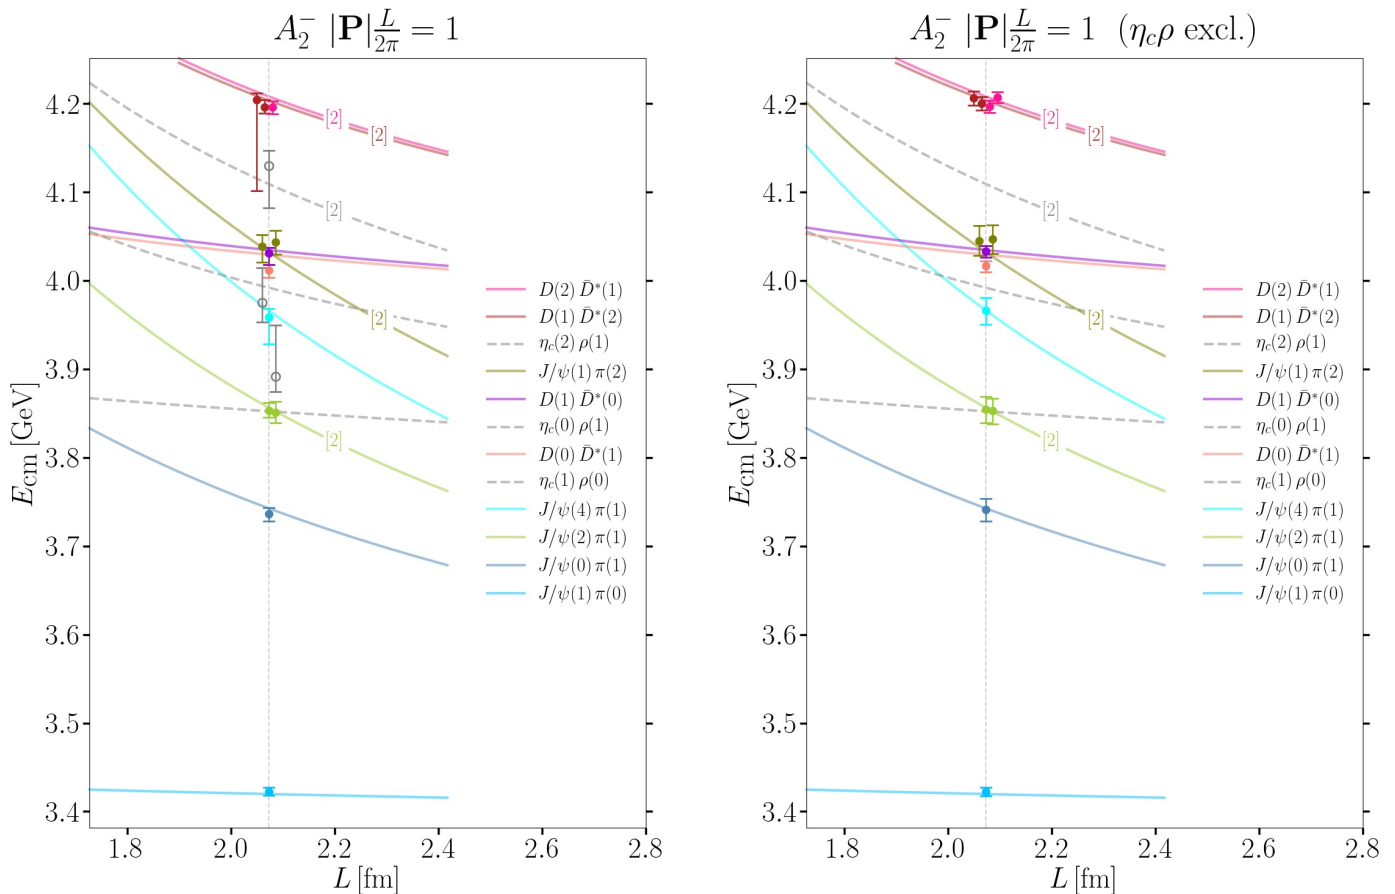 A₂⁻ |P| L/2π = 1
4.2
4.1
4.0
3.9
3.8
3.7
3.6
3.5
3.4
E_cm [GeV]
[2]
[2]
[2]
[2]
[2]
D(2) D̄*(1)
D(1) D̄*(2)
η_c(2) ρ(1)
J/ψ(1) π(2)
D(1) D̄*(0)
η_c(0) ρ(1)
D(0) D̄*(1)
η_c(1) ρ(0)
J/ψ(4) π(1)
J/ψ(2) π(1)
J/ψ(0) π(1)
J/ψ(1) π(0)
1.8 2.0 2.2 2.4 2.6 2.8
L [fm]
A₂⁻ |P| L/2π = 1 (η_cρ excl.)
4.2
4.1
4.0
3.9
3.8
3.7
3.6
3.5
3.4
E_cm [GeV]
[2]
[2]
[2]
[2]
[2]
D(2) D̄*(1)
D(1) D̄*(2)
η_c(2) ρ(1)
J/ψ(1) π(2)
D(1) D̄*(0)
η_c(0) ρ(1)
D(0) D̄*(1)
η_c(1) ρ(0)
J/ψ(4) π(1)
J/ψ(2) π(1)
J/ψ(0) π(1)
J/ψ(1) π(0)
1.8 2.0 2.2 2.4 2.6 2.8
L [fm]